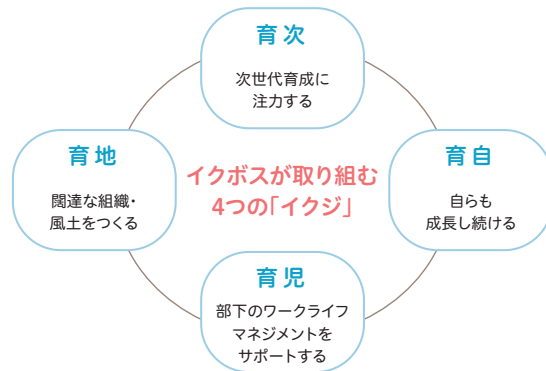 育次
次世代育成に
注力する
育地
闊達な組織・
風土をつくる
イクボスが取り組む
4つの「イクジ」
育自
自らも
成長し続ける
育児
部下のワークライフ
マネジメントを
サポートする